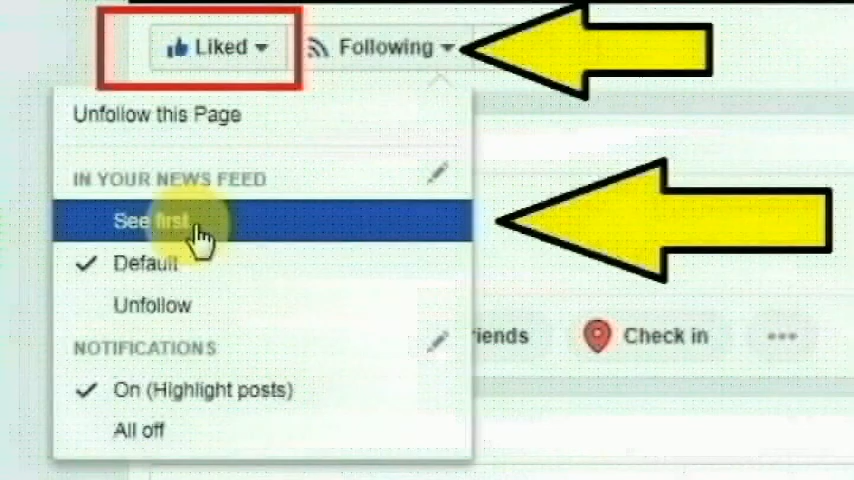 Liked
Following
Unfollow this Page
IN YOUR NEWS FEED
See first
Default
Unfollow
riends
Check in
NOTIFICATIONS
On (Highlight posts)
All off